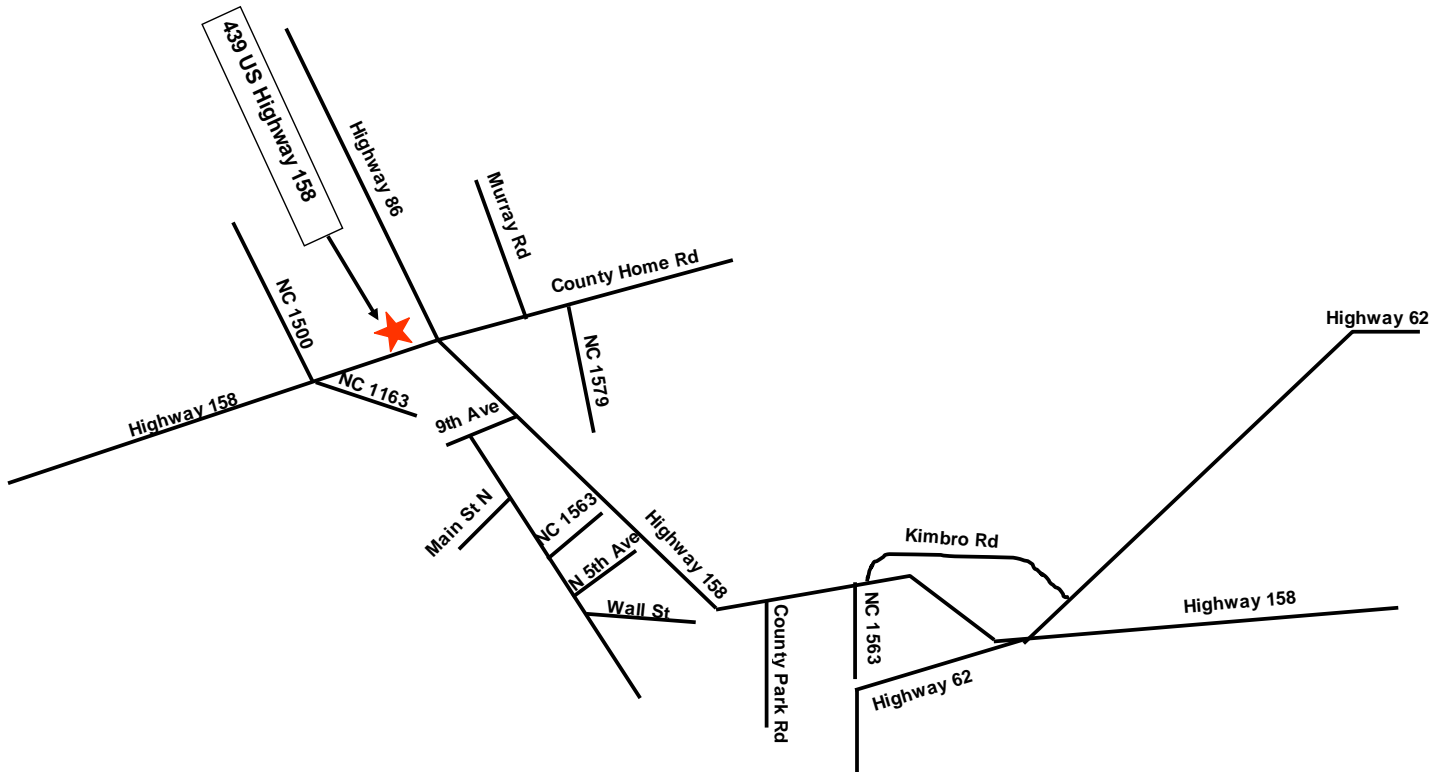 439 US Highway 158
Highway 86
Murray Rd
County Home Rd
NC 1500
Highway 62
NC 1579
NC 1163
Highway 158
9th Ave
Main St N
NC 1563
Highway 158
N 5th Ave
Kimbro Rd
Wall St
County Park Rd
NC 1563
Highway 158
Highway 62